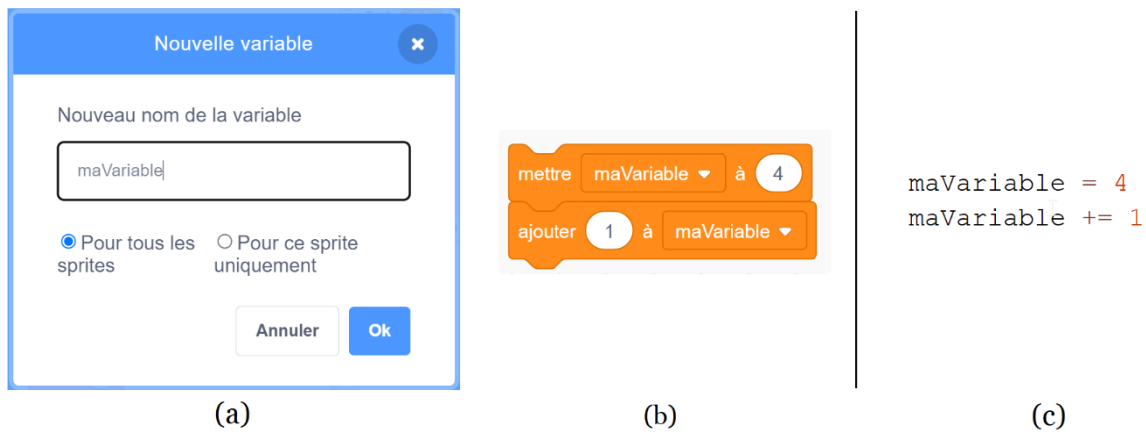 Nouvelle variable
Nouveau nom de la variable
maVariable
Pour tous les sprites
Pour ce sprite uniquement
Annuler Ok
(a)
mettre maVariable à 4
ajouter 1 à maVariable
(b)
maVariable = 4
maVariable += 1
(c)